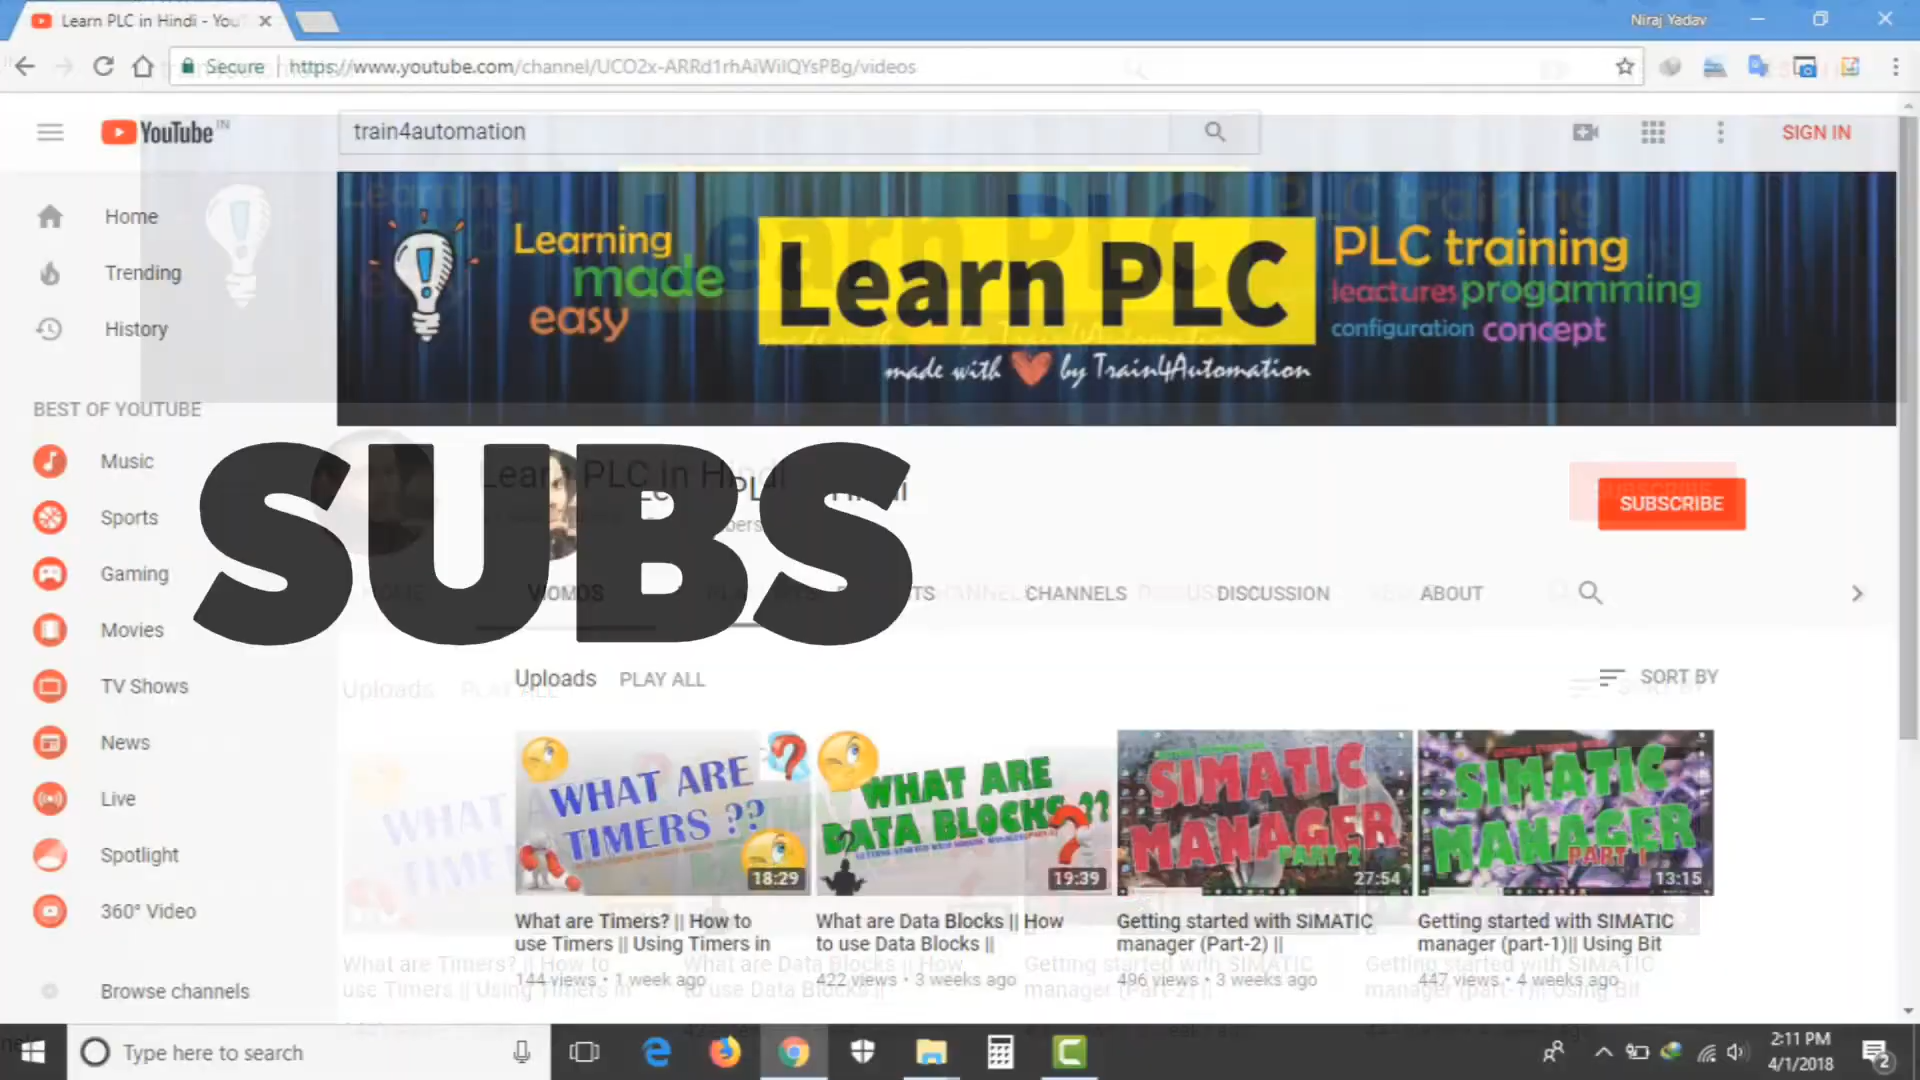 Learn PLC in Hindi - You
Niraj Yadav
Secure
https://www.youtube.com/channel/UCO2x-ARRd1rhAiWilQYsPBg/videos
YouTube IN
train4automation
SIGN IN
Home
Trending
History
Learning
made
easy
Learn PLC
made with by Train4Automation
PLC training
leactures progamming
configuration concept
BEST OF YOUTUBE
Music
Sports
Gaming
Movies
TV Shows
News
Live
Spotlight
360° Video
Browse channels
SUBS
Learn PLC in Hindi
SUBSCRIBE
CHANNELS
DISCUSSION
ABOUT
Uploads
PLAY ALL
SORT BY
WHAT ARE
TIMERS ??
18:29
WHAT ARE
DATA BLOCKS ??
19:39
SIMATIC
MANAGER
PART 2
27:54
SIMATIC
MANAGER
PART 1
13:15
What are Timers? || How to
use Timers || Using Timers in
144 views • 1 week ago
What are Data Blocks || How
to use Data Blocks ||
422 views • 3 weeks ago
Getting started with SIMATIC
manager (Part-2) ||
496 views • 3 weeks ago
Getting started with SIMATIC
manager (part-1)|| Using Bit
447 views • 4 weeks ago
Type here to search
2:11 PM
4/1/2018
2